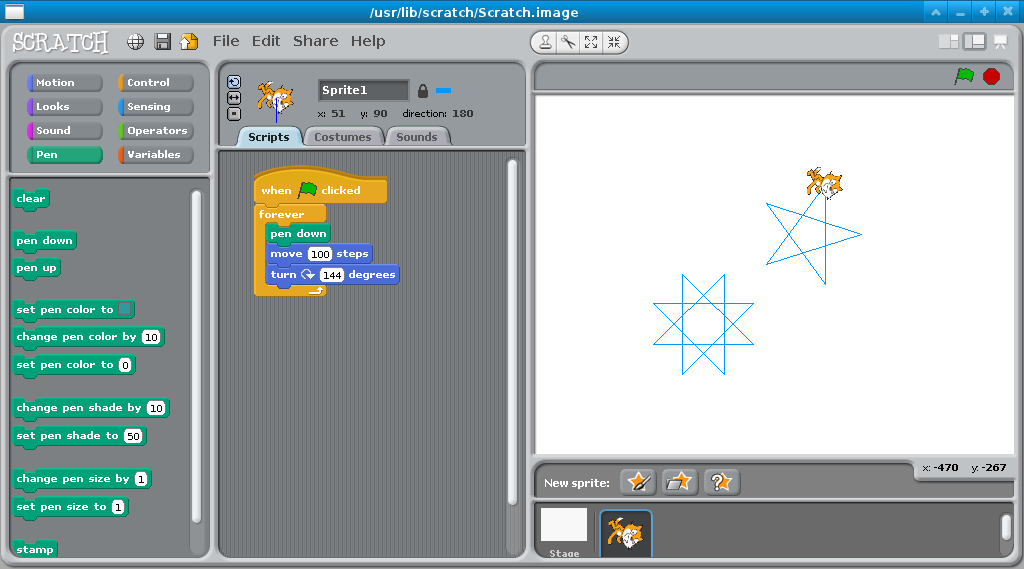 /usr/lib/scratch/Scratch.image
SCRATCH File Edit Share Help
Motion Control
Looks Sensing
Sound Operators
Pen Variables
clear
pen down
pen up
set pen color to
change pen color by 10
set pen color to 0
change pen shade by 10
set pen shade to 50
change pen size by 1
set pen size to 1
stamp
Sprite1
x: 51 y: 90 direction: 180
Scripts Costumes Sounds
when clicked
forever
pen down
move 100 steps
turn 144 degrees
x: -470 y: -267
New sprite:
Stage